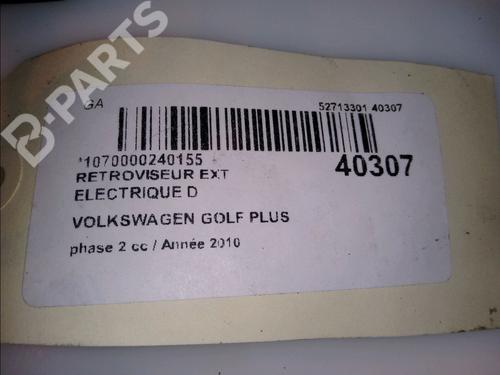 B-PARTS
GA
52713301 40307
*1070000240155
40307
RETROVISEUR EXT
ELECTRIQUE D
VOLKSWAGEN GOLF PLUS
phase 2 cc / Année 2010